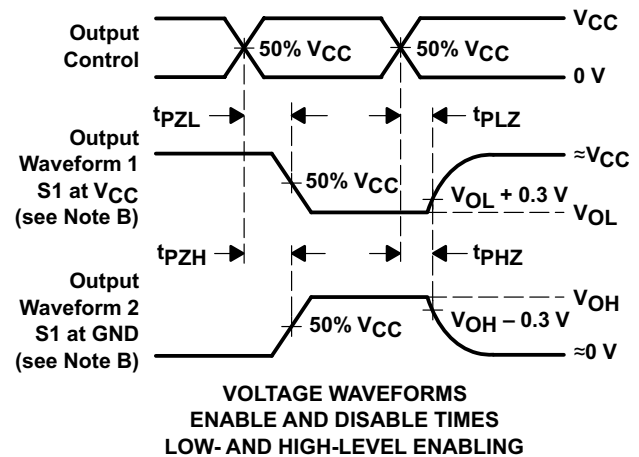 Output
Control
50% VCC
50% VCC
VCC
0 V
tPZL
tPLZ
Output
Waveform 1
S1 at VCC
(see Note B)
50% VCC
≈VCC
VOL + 0.3 V
VOL
tPZH
tPHZ
Output
Waveform 2
S1 at GND
(see Note B)
50% VCC
VOH
VOH – 0.3 V
≈0 V
VOLTAGE WAVEFORMS
ENABLE AND DISABLE TIMES
LOW- AND HIGH-LEVEL ENABLING